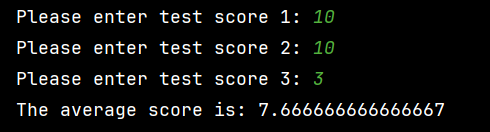 Please enter test score 1: 10
Please enter test score 2: 10
Please enter test score 3: 3
The average score is: 7.666666666666667